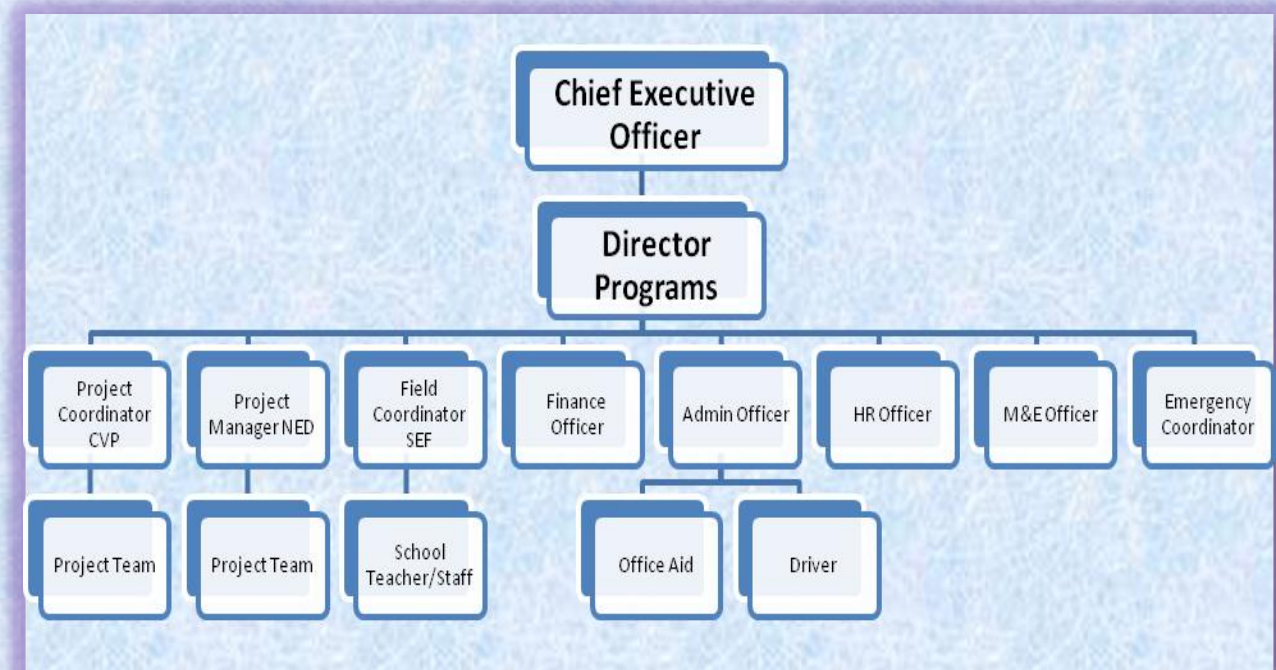 Chief Executive
Officer
Director
Programs
Project
Coordinator
CVP
Project
Manager NED
Field
Coordinator
SEF
Finance
Officer
Admin Officer
HR Officer
M&E Officer
Emergency
Coordinator
Project Team
Project Team
School
Teacher/Staff
Office Aid
Driver